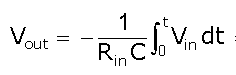 V_out = - 1/(R_in C) ∫_0^t V_in dt =